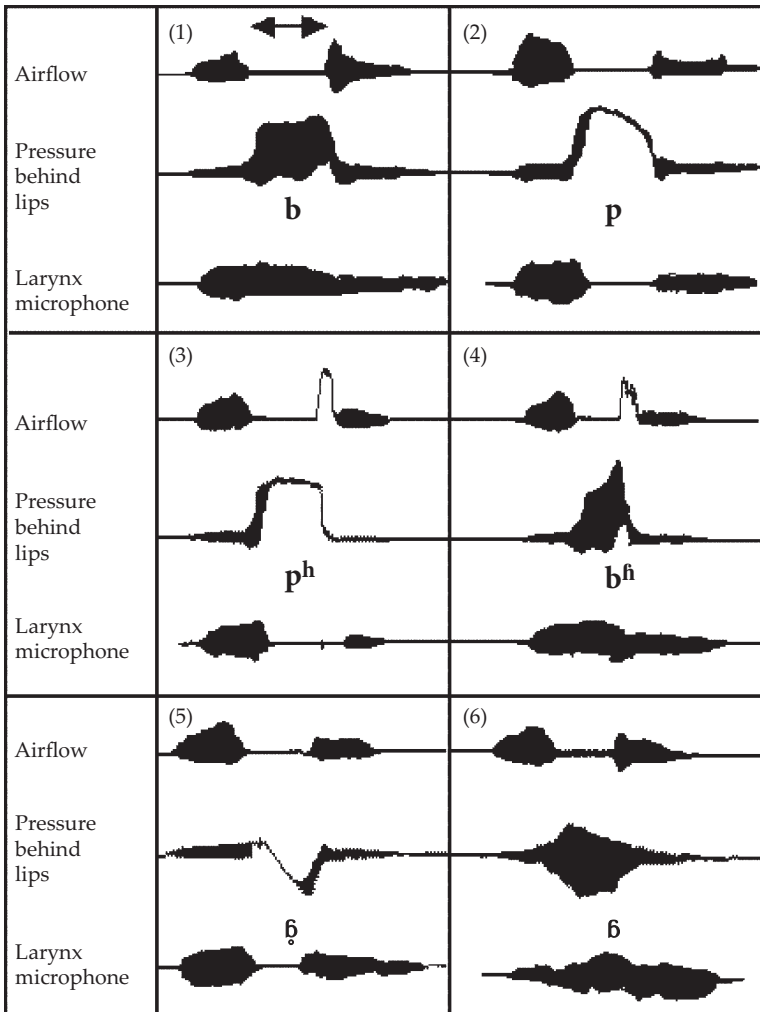 (1) (2)
Airflow
Pressure
behind
lips
b p
Larynx
microphone
(3) (4)
Airflow
Pressure
behind
lips
pʰ bʱ
Larynx
microphone
(5) (6)
Airflow
Pressure
behind
lips
ɓ̥ ɓ
Larynx
microphone